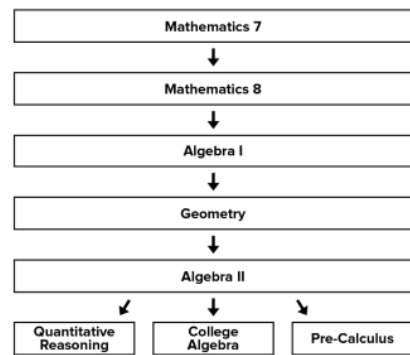 Mathematics 7
Mathematics 8
Algebra I
Geometry
Algebra II
Quantitative
Reasoning
College
Algebra
Pre-Calculus